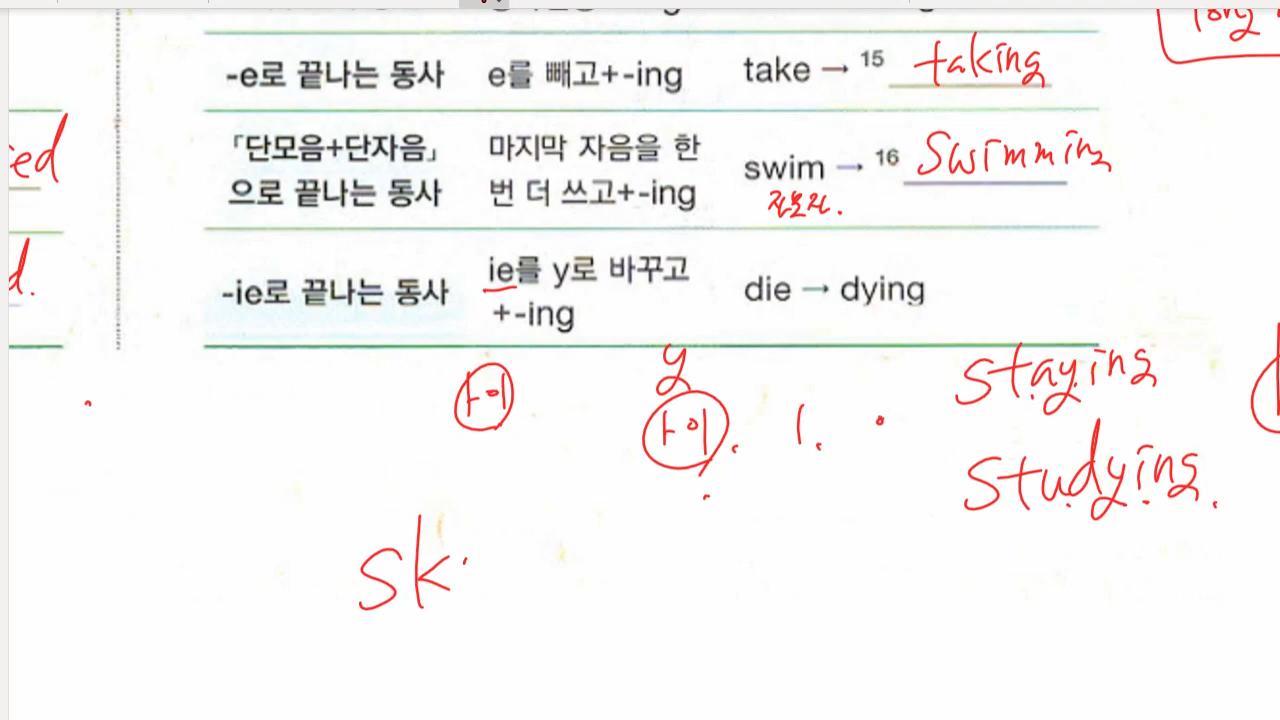 -e로 끝나는 동사 e를 빼고+-ing take → 15 taking
「단모음+단자음」 마지막 자음을 한 swim → 16 Swimming
으로 끝나는 동사 번 더 쓰고+-ing
-ie로 끝나는 동사 ie를 y로 바꾸고 die → dying
+-ing
ied
d.
y
staying
studying.
sk